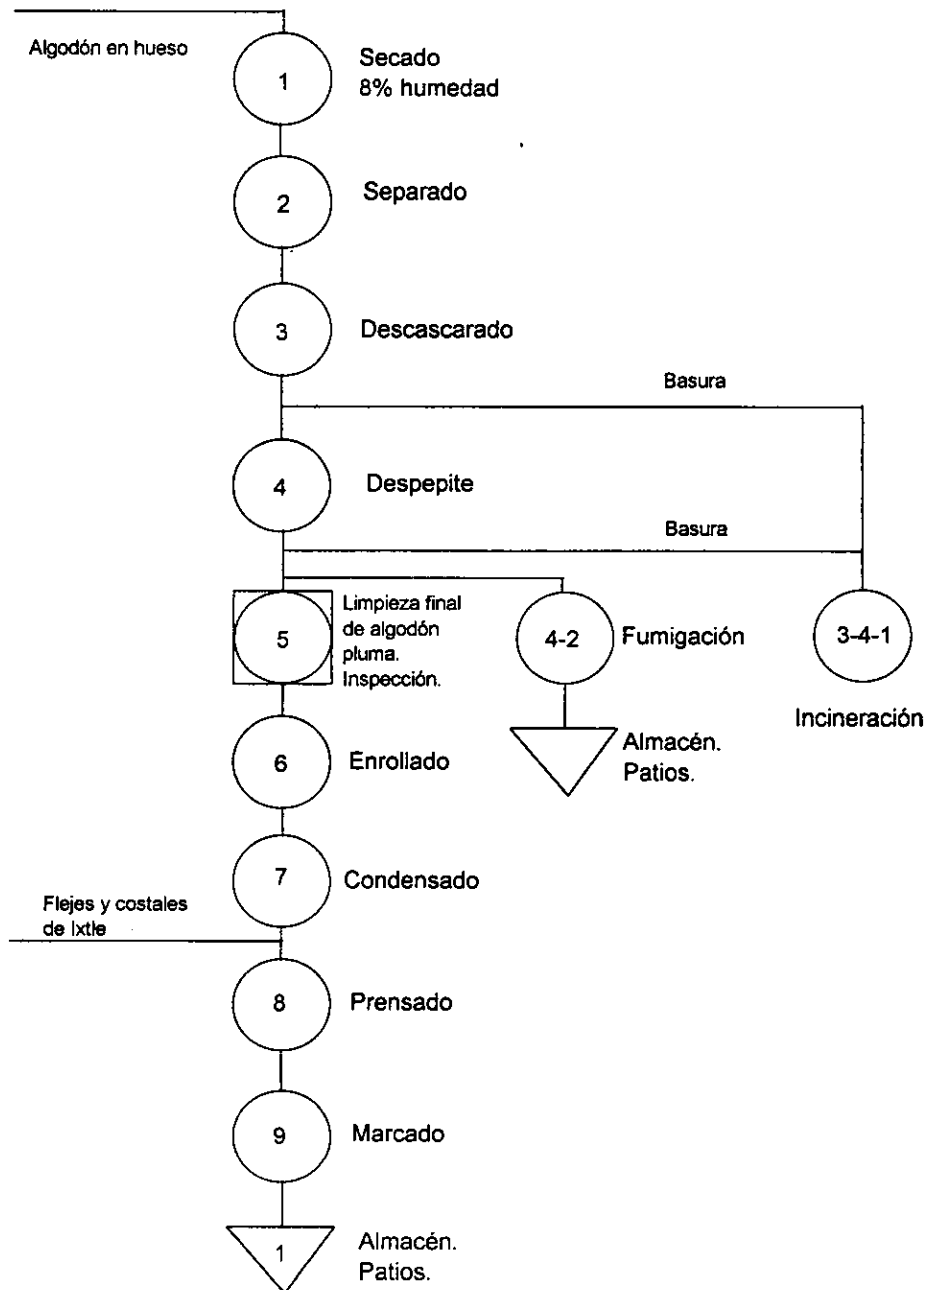 Algodón en hueso
1
Secado
8% humedad
2
Separado
3
Descascarado
Basura
4
Despepite
Basura
5
Limpieza final
de algodón
pluma.
Inspección.
4-2
Fumigación
3-4-1
Incineración
6
Enrollado
Almacén.
Patios.
7
Condensado
Flejes y costales
de Ixtle
8
Prensado
9
Marcado
1
Almacén.
Patios.